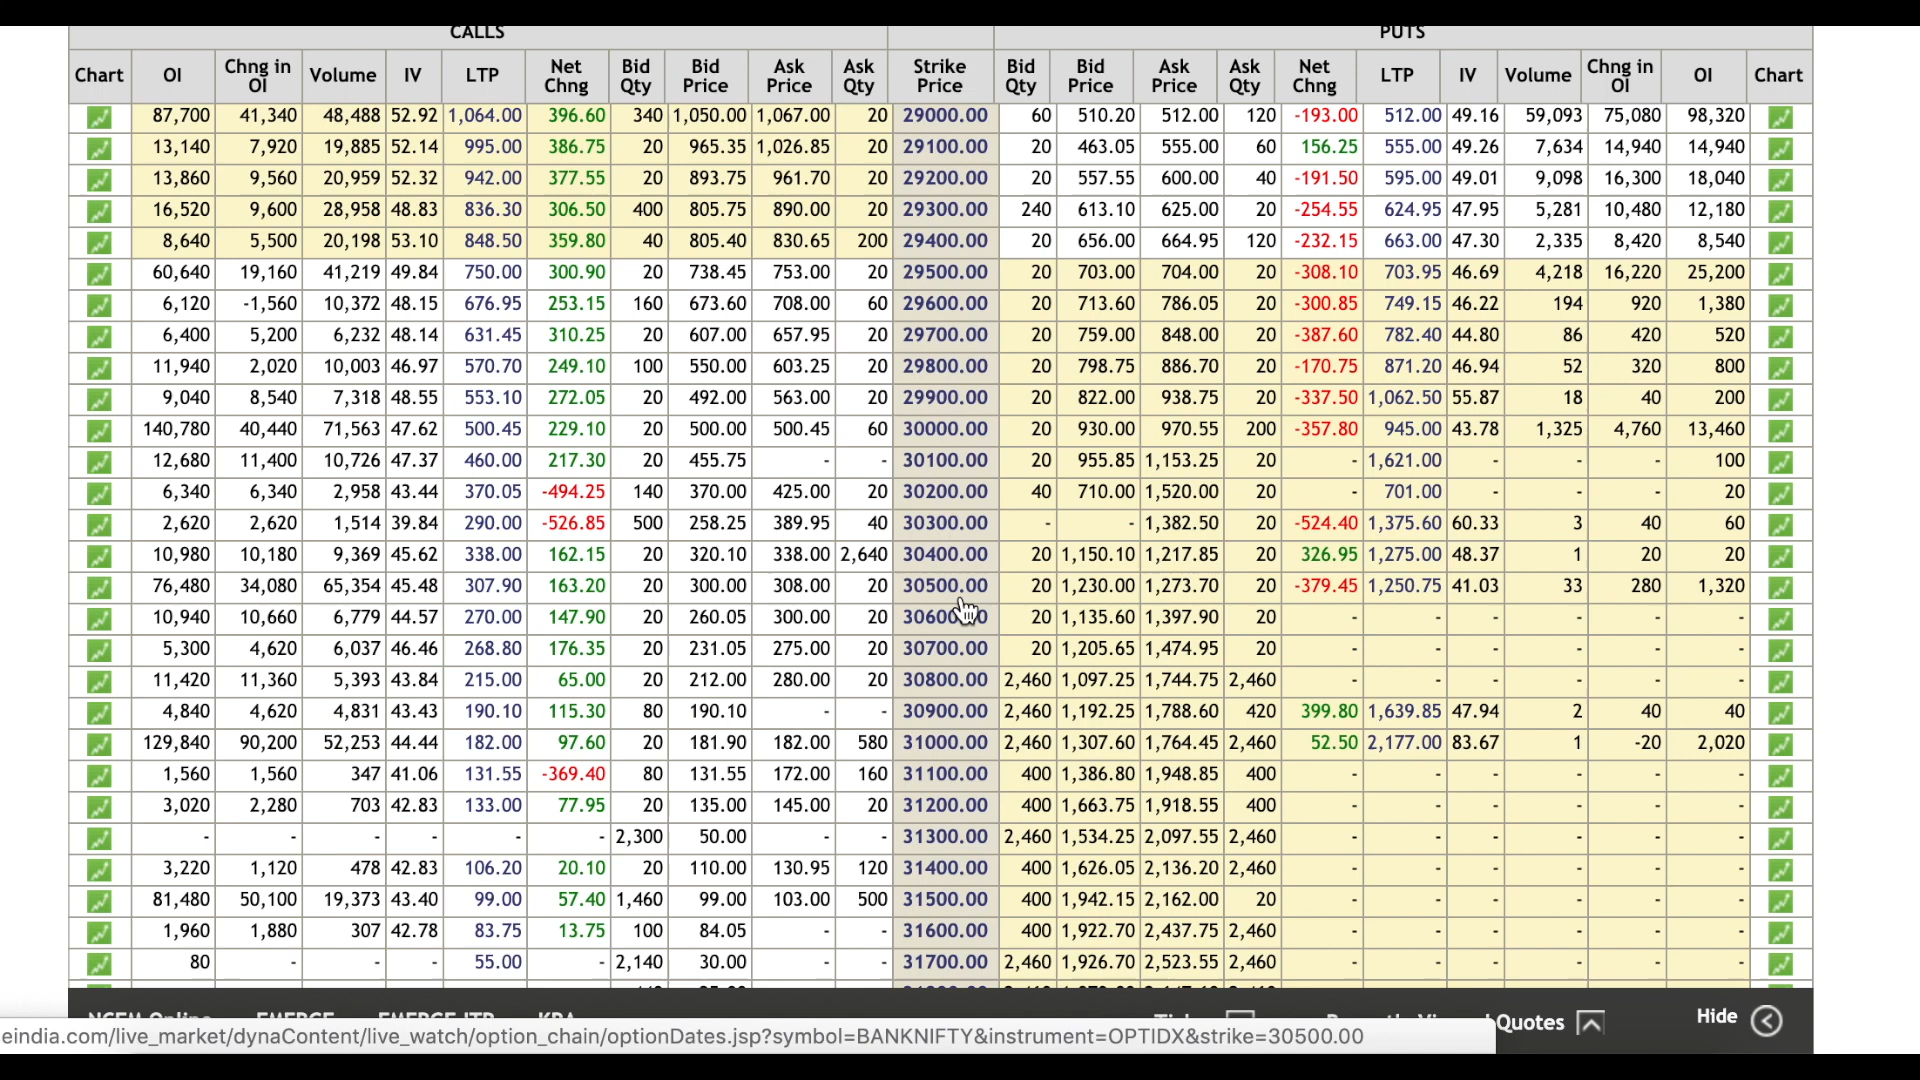 CALLS PUTS
Chart OI Chng in OI Volume IV LTP Net Chng Bid Qty Bid Price Ask Price Ask Qty Strike Price Bid Qty Bid Price Ask Price Ask Qty Net Chng LTP IV Volume Chng in OI OI Chart
87,700 41,340 48,488 52.92 1,064.00 396.60 340 1,050.00 1,067.00 20 29000.00 60 510.20 512.00 120 -193.00 512.00 49.16 59,093 75,080 98,320
13,140 7,920 19,885 52.14 995.00 386.75 20 965.35 1,026.85 20 29100.00 20 463.05 555.00 60 156.25 555.00 49.26 7,634 14,940 14,940
13,860 9,560 20,959 52.32 942.00 377.55 20 893.75 961.70 20 29200.00 20 557.55 600.00 40 -191.50 595.00 49.01 9,098 16,300 18,040
16,520 9,600 28,958 48.83 836.30 306.50 400 805.75 890.00 20 29300.00 240 613.10 625.00 20 -254.55 624.95 47.95 5,281 10,480 12,180
8,640 5,500 20,198 53.10 848.50 359.80 40 805.40 830.65 200 29400.00 20 656.00 664.95 120 -232.15 663.00 47.30 2,335 8,420 8,540
60,640 19,160 41,219 49.84 750.00 300.90 20 738.45 753.00 20 29500.00 20 703.00 704.00 20 -308.10 703.95 46.69 4,218 16,220 25,200
6,120 -1,560 10,372 48.15 676.95 253.15 160 673.60 708.00 60 29600.00 20 713.60 786.05 20 -300.85 749.15 46.22 194 920 1,380
6,400 5,200 6,232 48.14 631.45 310.25 20 607.00 657.95 20 29700.00 20 759.00 848.00 20 -387.60 782.40 44.80 86 420 520
11,940 2,020 10,003 46.97 570.70 249.10 100 550.00 603.25 20 29800.00 20 798.75 886.70 20 -170.75 871.20 46.94 52 320 800
9,040 8,540 7,318 48.55 553.10 272.05 20 492.00 563.00 20 29900.00 20 822.00 938.75 20 -337.50 1,062.50 55.87 18 40 200
140,780 40,440 71,563 47.62 500.45 229.10 20 500.00 500.45 60 30000.00 20 930.00 970.55 200 -357.80 945.00 43.78 1,325 4,760 13,460
12,680 11,400 10,726 47.37 460.00 217.30 20 455.75 - - 30100.00 20 955.85 1,153.25 20 - 1,621.00 - - - 100
6,340 6,340 2,958 43.44 370.05 -494.25 140 370.00 425.00 20 30200.00 40 710.00 1,520.00 20 - 701.00 - - - 20
2,620 2,620 1,514 39.84 290.00 -526.85 500 258.25 389.95 40 30300.00 - - 1,382.50 20 -524.40 1,375.60 60.33 3 40 60
10,980 10,180 9,369 45.62 338.00 162.15 20 320.10 338.00 2,640 30400.00 20 1,150.10 1,217.85 20 326.95 1,275.00 48.37 1 20 20
76,480 34,080 65,354 45.48 307.90 163.20 20 300.00 308.00 20 30500.00 20 1,230.00 1,273.70 20 -379.45 1,250.75 41.03 33 280 1,320
10,940 10,660 6,779 44.57 270.00 147.90 20 260.05 300.00 20 30600.00 20 1,135.60 1,397.90 20 - - - - - -
5,300 4,620 6,037 46.46 268.80 176.35 20 231.05 275.00 20 30700.00 20 1,205.65 1,474.95 20 - - - - - -
11,420 11,360 5,393 43.84 215.00 65.00 20 212.00 280.00 20 30800.00 2,460 1,097.25 1,744.75 2,460 - - - - - -
4,840 4,620 4,831 43.43 190.10 115.30 80 190.10 - - 30900.00 2,460 1,192.25 1,788.60 420 399.80 1,639.85 47.94 2 40 40
129,840 90,200 52,253 44.44 182.00 97.60 20 181.90 182.00 580 31000.00 2,460 1,307.60 1,764.45 2,460 52.50 2,177.00 83.67 1 -20 2,020
1,560 1,560 347 41.06 131.55 -369.40 80 131.55 172.00 160 31100.00 400 1,386.80 1,948.85 400 - - - - - -
3,020 2,280 703 42.83 133.00 77.95 20 135.00 145.00 20 31200.00 400 1,663.75 1,918.55 400 - - - - - -
- - - - - - 2,300 50.00 - - 31300.00 2,460 1,534.25 2,097.55 2,460 - - - - - -
3,220 1,120 478 42.83 106.20 20.10 20 110.00 130.95 120 31400.00 400 1,626.05 2,136.20 2,460 - - - - - -
81,480 50,100 19,373 43.40 99.00 57.40 1,460 99.00 103.00 500 31500.00 400 1,942.15 2,162.00 20 - - - - - -
1,960 1,880 307 42.78 83.75 13.75 100 84.05 - - 31600.00 400 1,922.70 2,437.75 2,460 - - - - - -
80 - - - 55.00 - 2,140 30.00 - - 31700.00 2,460 1,926.70 2,523.55 2,460 - - - - - -
Quotes Hide
eindia.com/live_market/dynaContent/live_watch/option_chain/optionDates.jsp?symbol=BANKNIFTY&instrument=OPTIDX&strike=30500.00